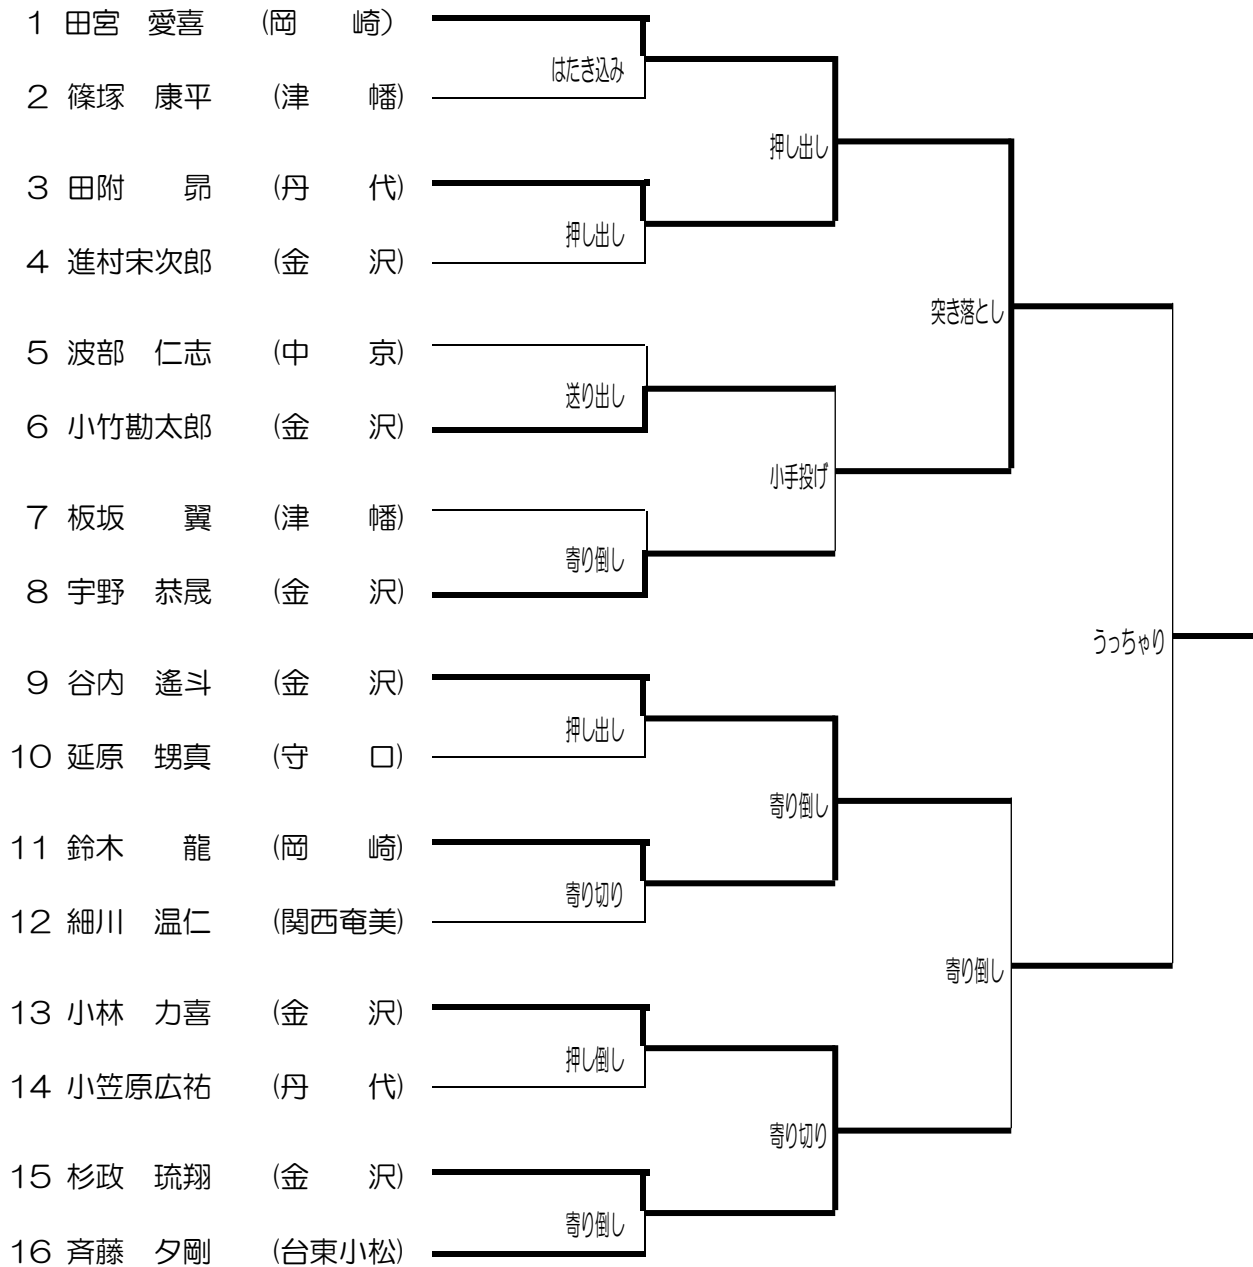 1 田宮 愛喜 (岡 崎)
はたき込み
2 篠塚 康平 (津 幡)
押し出し
3 田附 昴 (丹 代)
押し出し
4 進村宋次郎 (金 沢)
突き落とし
5 波部 仁志 (中 京)
送り出し
6 小竹勘太郎 (金 沢)
小手投げ
7 板坂 翼 (津 幡)
寄り倒し
8 宇野 恭晟 (金 沢)
うっちゃり
9 谷内 遙斗 (金 沢)
押し出し
10 延原 甥真 (守 口)
寄り倒し
11 鈴木 龍 (岡 崎)
寄り切り
12 細川 温仁 (関西奄美)
寄り倒し
13 小林 力喜 (金 沢)
押し倒し
14 小笠原広祐 (丹 代)
寄り切り
15 杉政 琉翔 (金 沢)
寄り倒し
16 斉藤 夕剛 (台東小松)